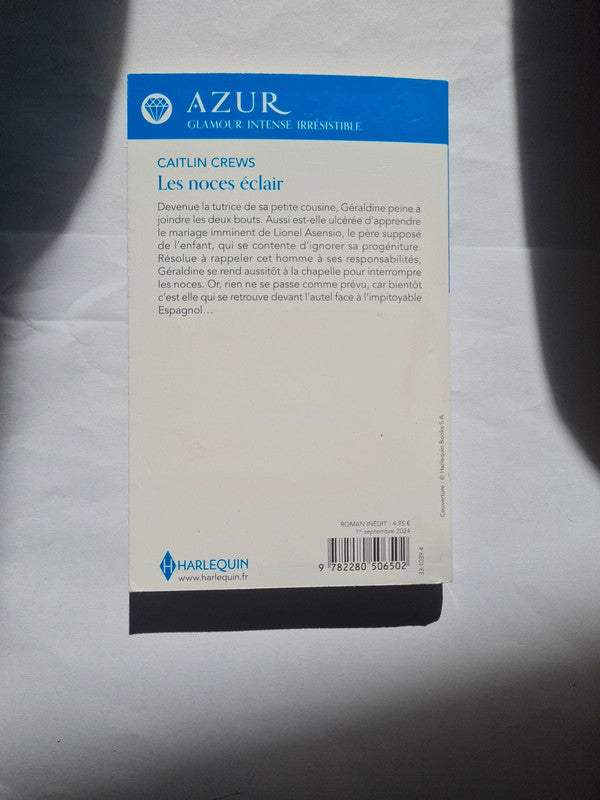 AZUR
GLAMOUR. INTENSE. IRRÉSISTIBLE.
CAITLIN CREWS
Les noces éclair
Devenue la tutrice de sa petite cousine, Géraldine peine à
joindre les deux bouts. Aussi est-elle ulcérée d'apprendre
le mariage imminent de Lionel Asensio, le père supposé
de l'enfant, qui se contente d'ignorer sa progéniture.
Résolue à rappeler cet homme à ses responsabilités,
Géraldine se rend aussitôt à la chapelle pour interrompre
les noces. Or, rien ne se passe comme prévu, car bientôt
c'est elle qui se retrouve devant l'autel face à l'impitoyable
Espagnol…
Couverture : © Harlequin Books S.A.
ROMAN INÉDIT - 4,95 €
1er septembre 2024
HARLEQUIN
www.harlequin.fr
9 782280 506502
33.1039.4